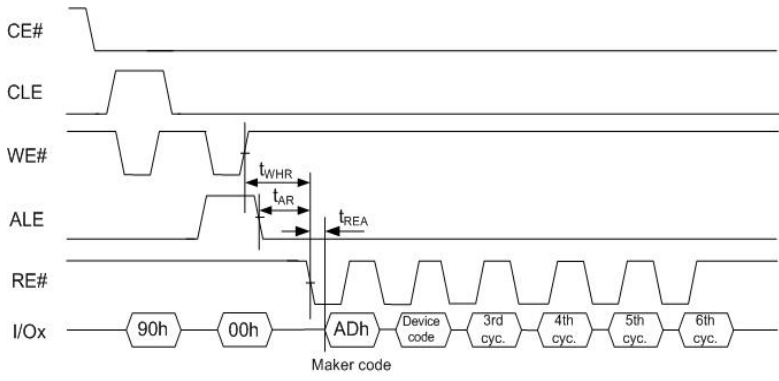 CE#
CLE
WE#
tWHR
tAR
ALE
tREA
RE#
I/Ox
90h
00h
ADh
Device
code
3rd
cyc.
4th
cyc.
5th
cyc.
6th
cyc.
Maker code